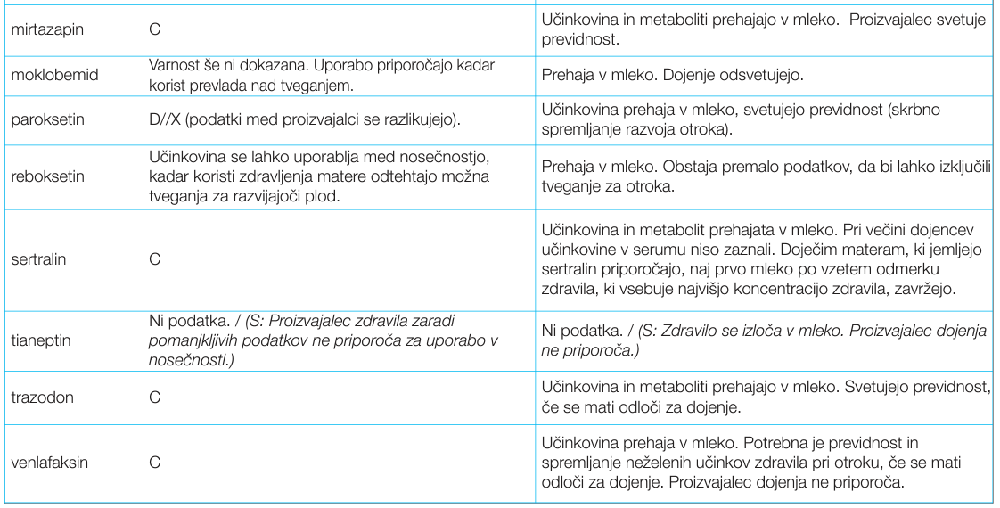 mirtazapin
C
Učinkovina in metaboliti prehajajo v mleko.  Proizvajalec svetuje
previdnost.
moklobemid
Varnost še ni dokazana. Uporabo priporočajo kadar
korist prevlada nad tveganjem.
Prehaja v mleko. Dojenje odsvetujejo.
paroksetin
D//X (podatki med proizvajalci se razlikujejo).
Učinkovina prehaja v mleko, svetujejo previdnost (skrbno
spremljanje razvoja otroka).
reboksetin
Učinkovina se lahko uporablja med nosečnostjo,
kadar koristi zdravljenja matere odtehtajo možna
tveganja za razvijajoči plod.
Prehaja v mleko. Obstaja premalo podatkov, da bi lahko izključili
tveganje za otroka.
sertralin
C
Učinkovina in metabolit prehajata v mleko. Pri večini dojencev
učinkovine v serumu niso zaznali. Doječim materam, ki jemljejo
sertralin priporočajo, naj prvo mleko po vzetem odmerku
zdravila, ki vsebuje najvišjo koncentracijo zdravila, zavržejo.
tianeptin
Ni podatka. / (S: Proizvajalec zdravila zaradi
pomanjkljivih podatkov ne priporoča za uporabo v
nosečnosti.)
Ni podatka. / (S: Zdravilo se izloča v mleko. Proizvajalec dojenja
ne priporoča.)
trazodon
C
Učinkovina in metaboliti prehajajo v mleko. Svetujejo previdnost,
če se mati odloči za dojenje.
venlafaksin
C
Učinkovina prehaja v mleko. Potrebna je previdnost in
spremljanje neželenih učinkov zdravila pri otroku, če se mati
odloči za dojenje. Proizvajalec dojenja ne priporoča.